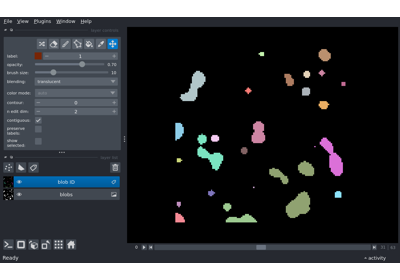 File View Plugins Window Help
label: 1
opacity: 0.70
brush size: 10
blending: translucent
color mode:
contour: 0
n edit dim: 2
contiguous:
preserve labels:
show selected:
blob ID
blobs
Ready
activity